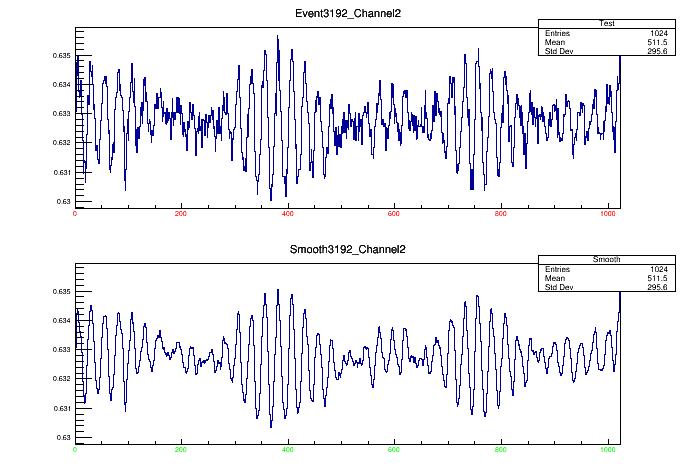 Event3192_Channel2
Test
Entries 1024
Mean 511.5
Std Dev 295.6
0.635
0.634
0.633
0.632
0.631
0.63
0 200 400 600 800 1000
Smooth3192_Channel2
Smooth
Entries 1024
Mean 511.5
Std Dev 295.6
0.635
0.634
0.633
0.632
0.631
0.63
0 200 400 600 800 1000